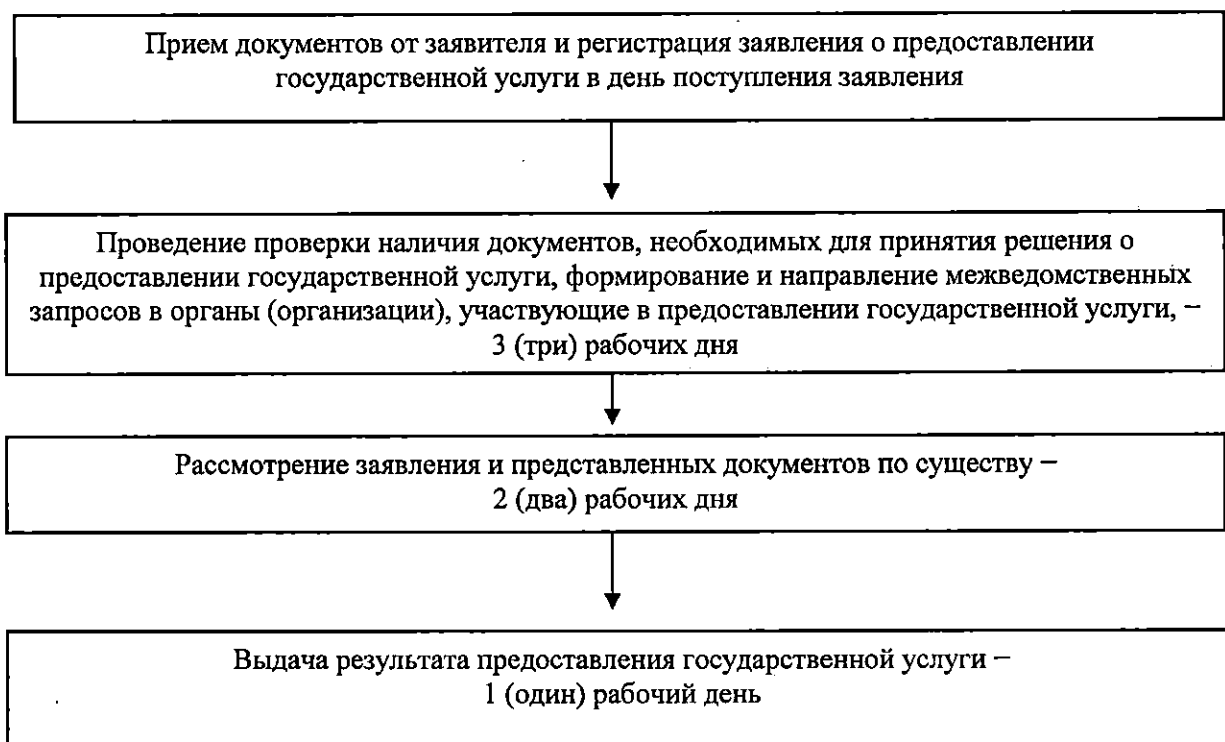 Прием документов от заявителя и регистрация заявления о предоставлении
государственной услуги в день поступления заявления
Проведение проверки наличия документов, необходимых для принятия решения о
предоставлении государственной услуги, формирование и направление межведомственных
запросов в органы (организации), участвующие в предоставлении государственной услуги, –
3 (три) рабочих дня
Рассмотрение заявления и представленных документов по существу –
2 (два) рабочих дня
Выдача результата предоставления государственной услуги –
1 (один) рабочий день